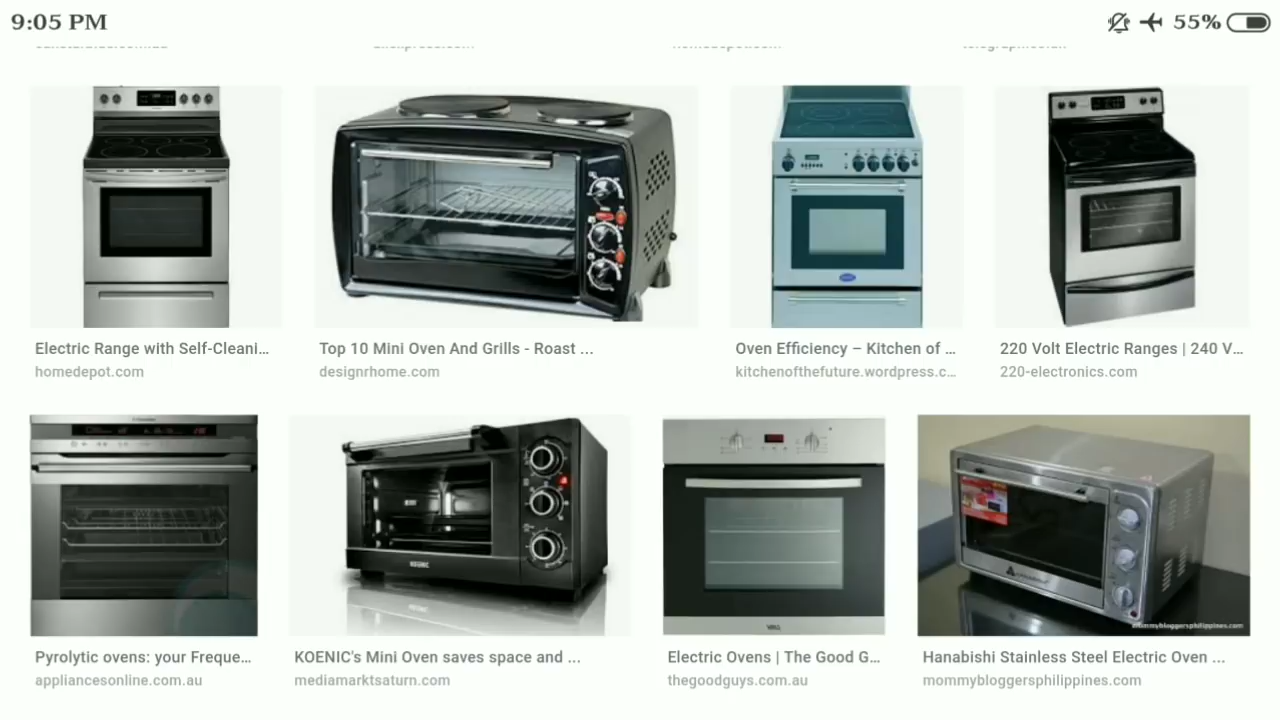 9:05 PM
55%
Electric Range with Self-Cleani...
homedepot.com
Top 10 Mini Oven And Grills - Roast ...
designrhome.com
Oven Efficiency – Kitchen of ...
kitchenofthefuture.wordpress.c...
220 Volt Electric Ranges | 240 V...
220-electronics.com
KOENIC
mommybloggersphilippines.com
Pyrolytic ovens: your Freque...
appliancesonline.com.au
KOENIC's Mini Oven saves space and ...
mediamarktsaturn.com
Electric Ovens | The Good G...
thegoodguys.com.au
Hanabishi Stainless Steel Electric Oven ...
mommybloggersphilippines.com